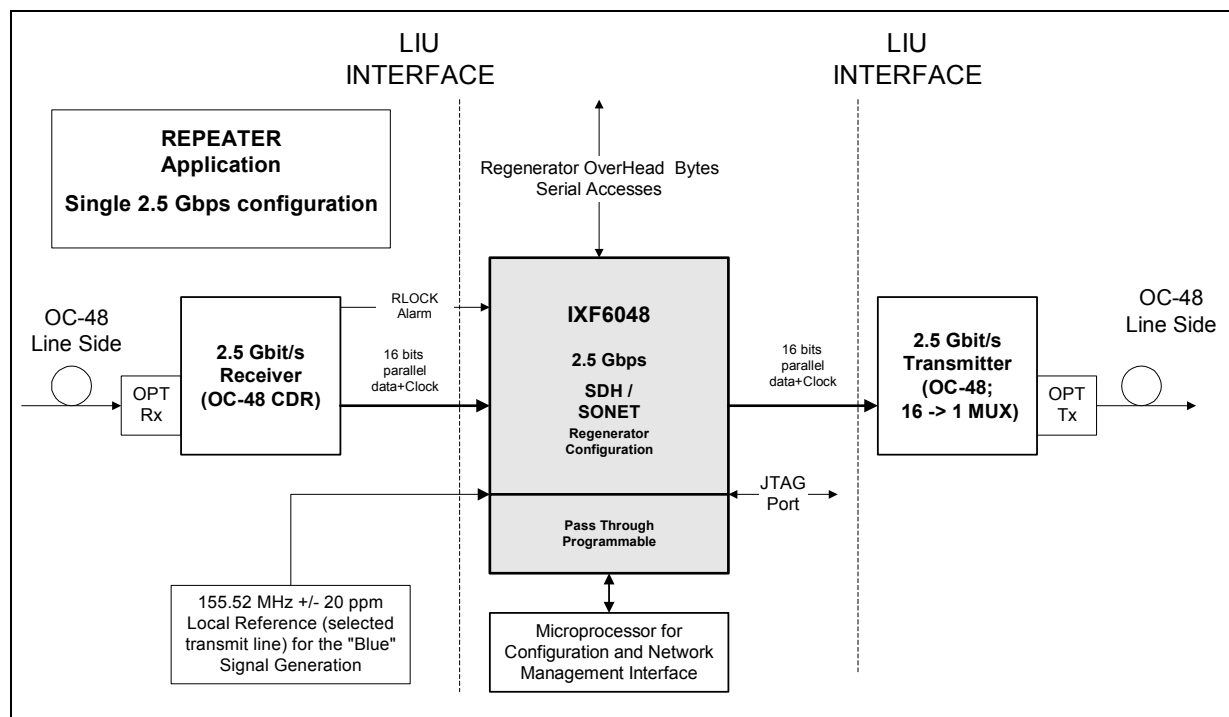 LIU
INTERFACE
LIU
INTERFACE
REPEATER
Application
Single 2.5 Gbps configuration
Regenerator OverHead Bytes
Serial Accesses
OC-48
Line Side
OPT
Rx
2.5 Gbit/s
Receiver
(OC-48 CDR)
RLOCK
Alarm
16 bits
parallel
data+Clock
IXF6048
2.5 Gbps
SDH /
SONET
Regenerator
Configuration
Pass Through
Programmable
16 bits
parallel
data+Clock
2.5 Gbit/s
Transmitter
(OC-48;
16 -> 1 MUX)
OPT
Tx
OC-48
Line Side
JTAG
Port
155.52 MHz +/- 20 ppm
Local Reference (selected
transmit line) for the "Blue"
Signal Generation
Microprocessor for
Configuration and Network
Management Interface